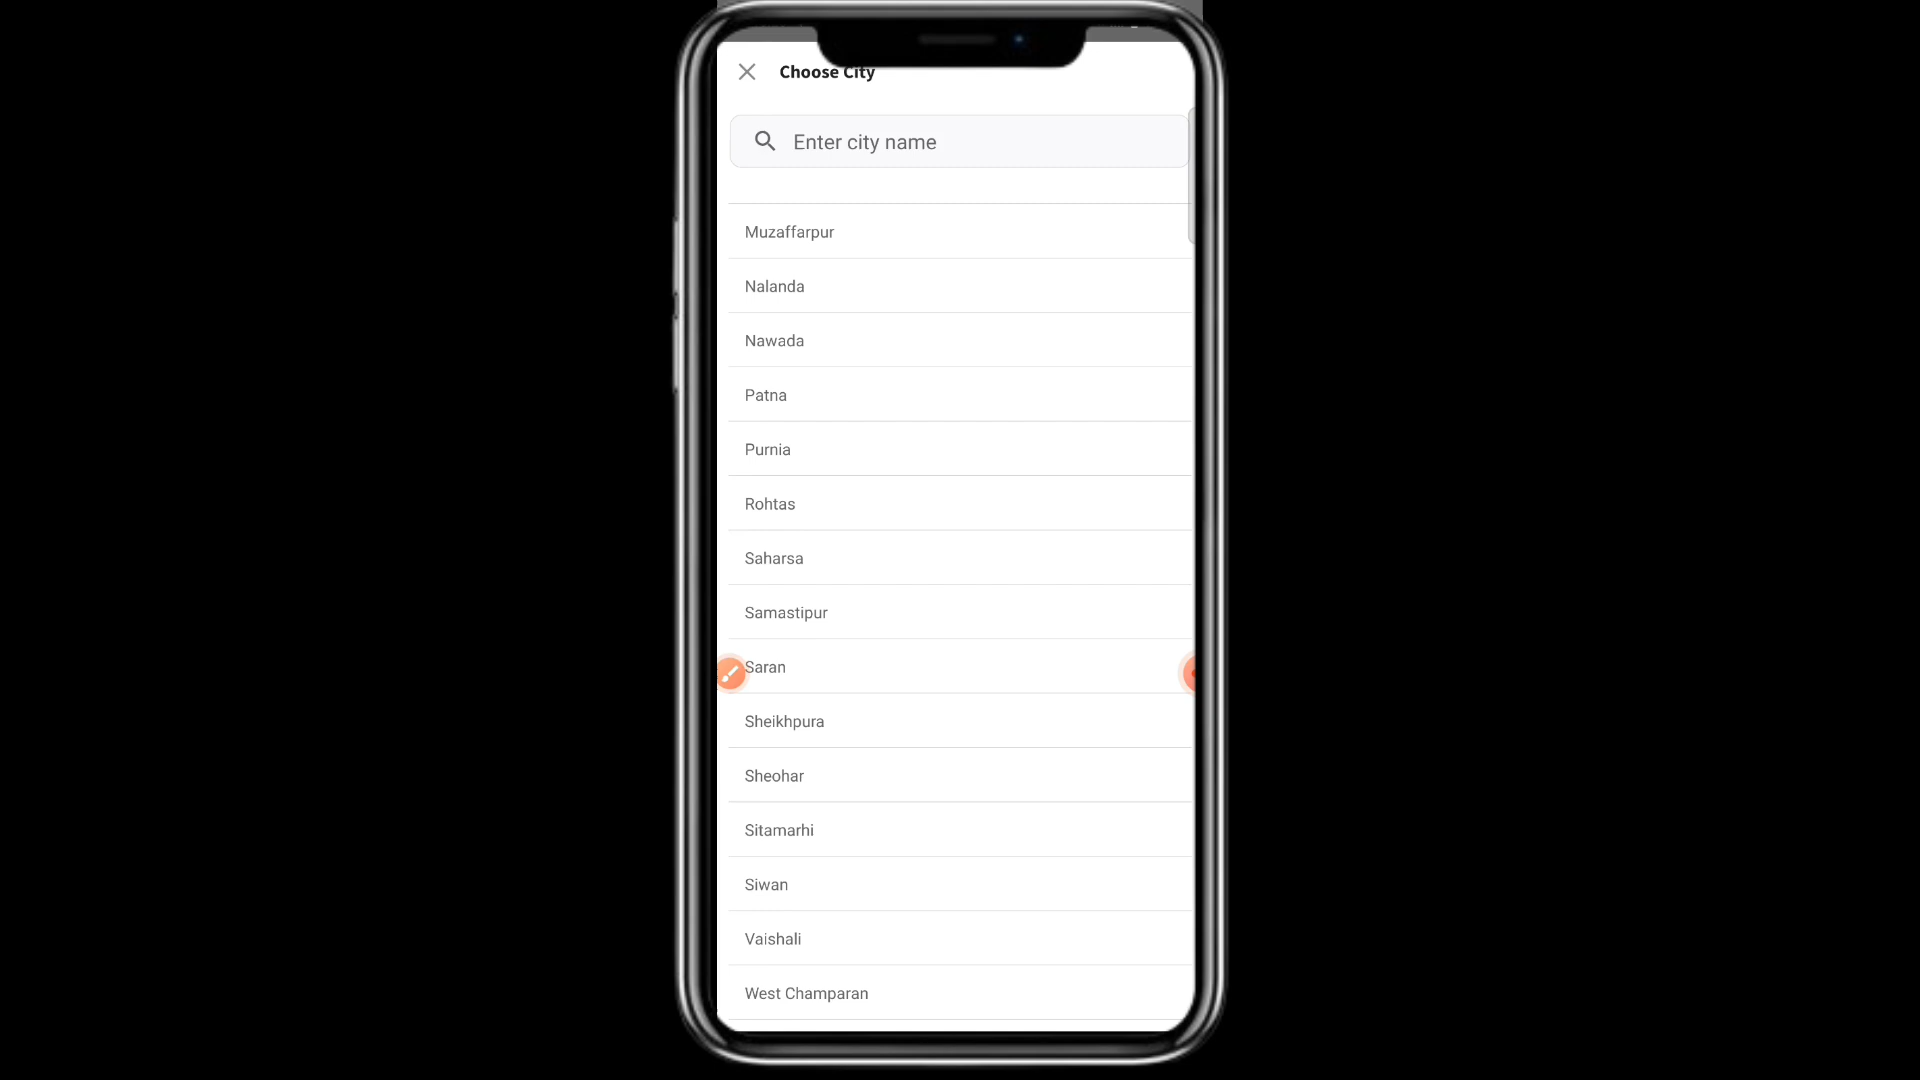 Choose City
Enter city name
Muzaffarpur
Nalanda
Nawada
Patna
Purnia
Rohtas
Saharsa
Samastipur
Saran
Sheikhpura
Sheohar
Sitamarhi
Siwan
Vaishali
West Champaran